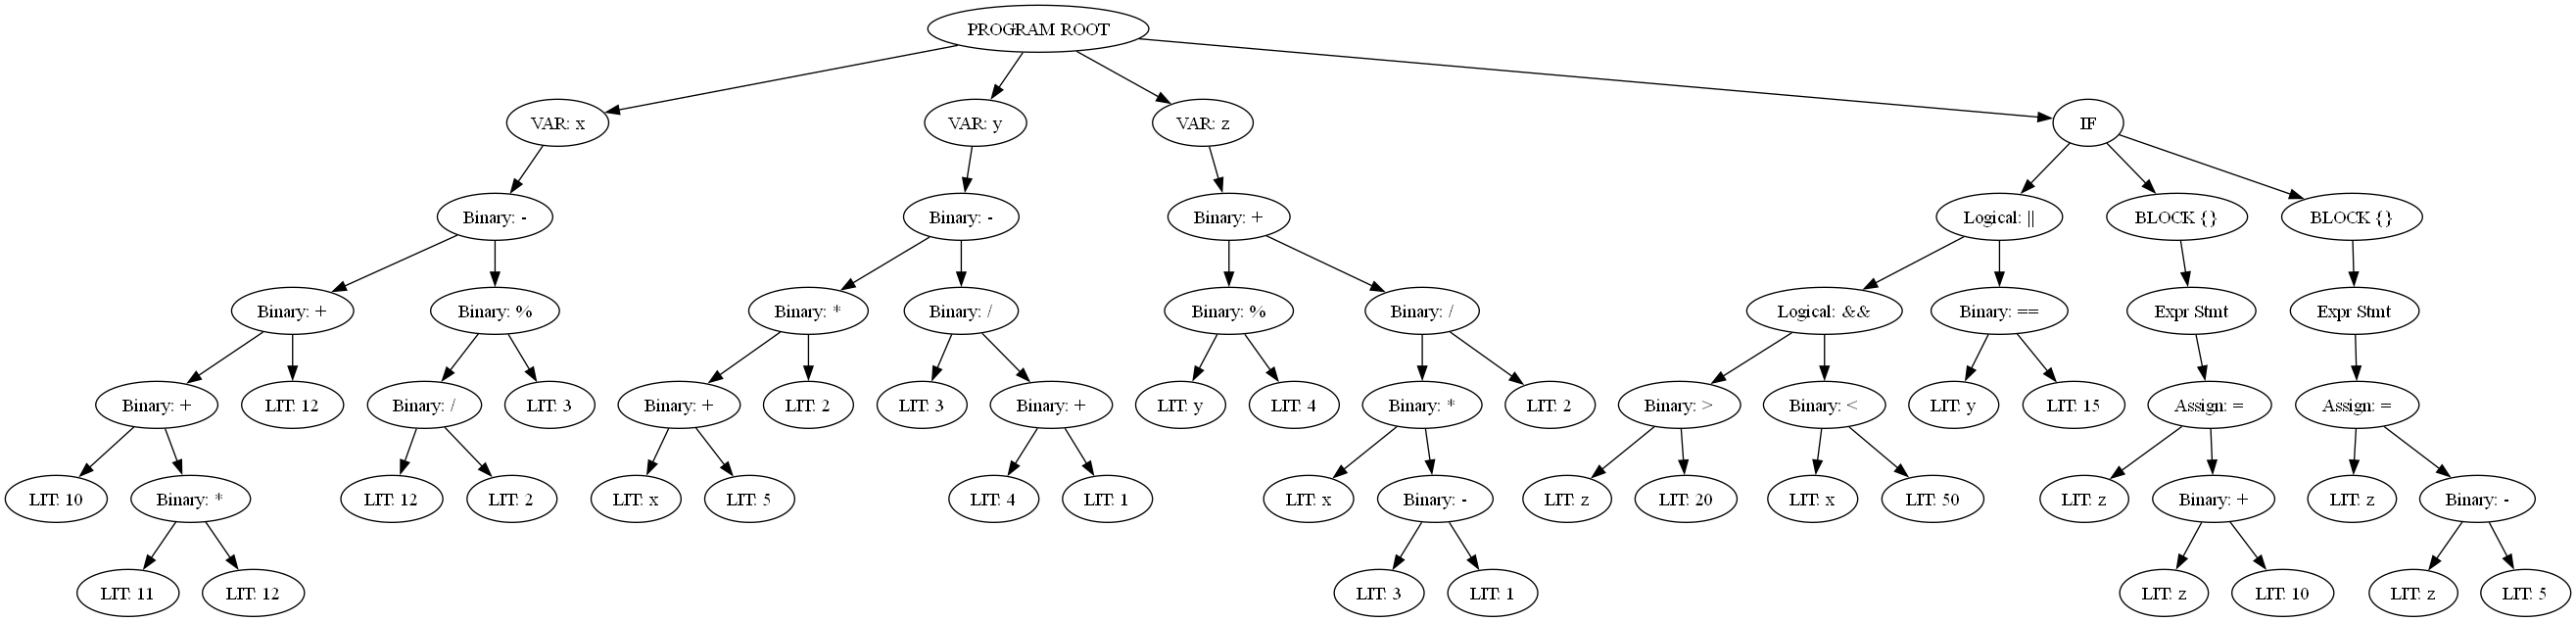 PROGRAM ROOT
VAR: x
VAR: y
VAR: z
IF
Binary: -
Binary: -
Binary: +
Logical: ||
BLOCK {}
BLOCK {}
Binary: +
Binary: %
Binary: *
Binary: /
Binary: %
Binary: /
Logical: &&
Binary: ==
Expr Stmt
Expr Stmt
Binary: +
LIT: 12
Binary: /
LIT: 3
Binary: +
LIT: 2
LIT: 3
Binary: +
LIT: y
LIT: 4
Binary: *
LIT: 2
Binary: >
Binary: <
LIT: y
LIT: 15
Assign: =
Assign: =
LIT: 10
Binary: *
LIT: 12
LIT: 2
LIT: x
LIT: 5
LIT: 4
LIT: 1
LIT: x
Binary: -
LIT: z
LIT: 20
LIT: x
LIT: 50
LIT: z
Binary: +
LIT: z
Binary: -
LIT: 11
LIT: 12
LIT: 3
LIT: 1
LIT: z
LIT: 10
LIT: z
LIT: 5